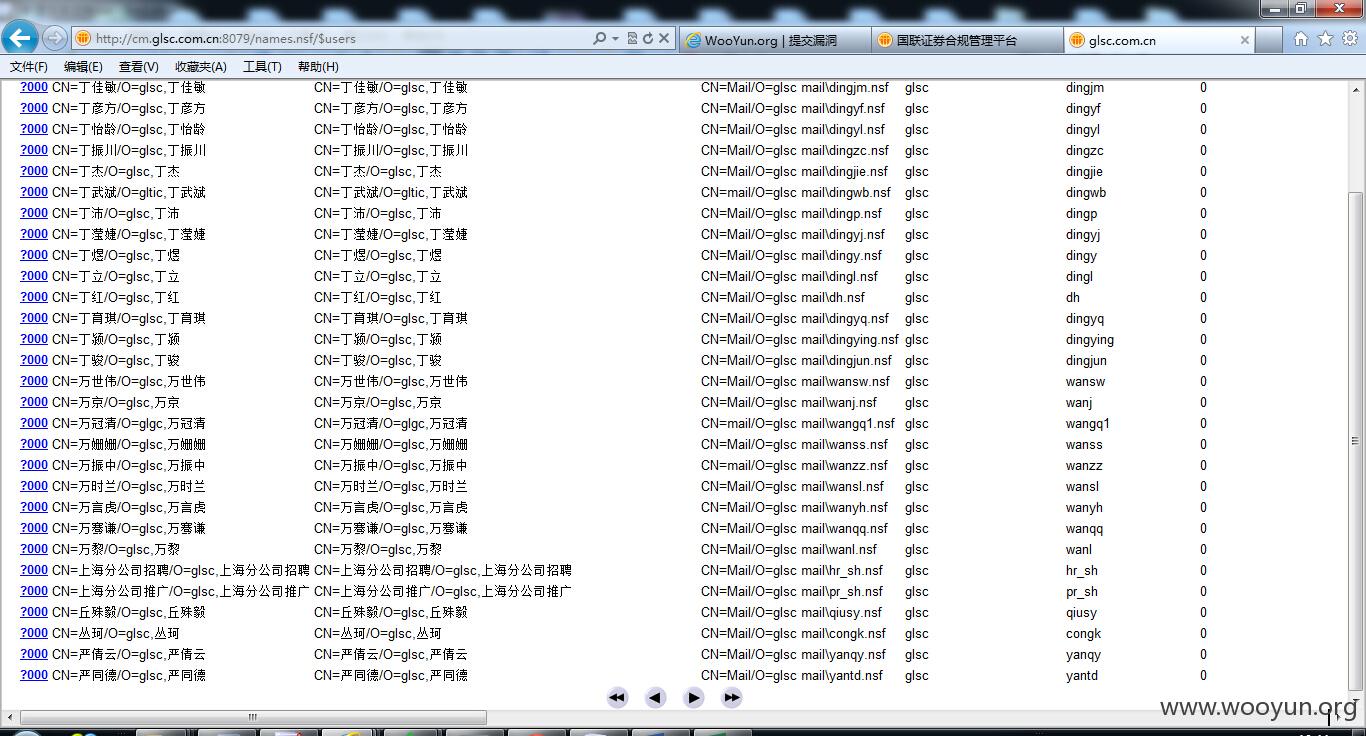 http://cm.glsc.com.cn:8079/names.nsf/$users
WooYun.org | 提交漏洞
国联证券合规管理平台
glsc.com.cn
文件(F) 编辑(E) 查看(V) 收藏夹(A) 工具(T) 帮助(H)
?000 CN=丁佳敏/O=glsc,丁佳敏 CN=丁佳敏/O=glsc,丁佳敏 CN=Mail/O=glsc mail\dingjm.nsf glsc dingjm 0
?000 CN=丁彦方/O=glsc,丁彦方 CN=丁彦方/O=glsc,丁彦方 CN=Mail/O=glsc mail\dingyf.nsf glsc dingyf 0
?000 CN=丁怡龄/O=glsc,丁怡龄 CN=丁怡龄/O=glsc,丁怡龄 CN=Mail/O=glsc mail\dingyl.nsf glsc dingyl 0
?000 CN=丁振川/O=glsc,丁振川 CN=丁振川/O=glsc,丁振川 CN=Mail/O=glsc mail\dingzc.nsf glsc dingzc 0
?000 CN=丁杰/O=glsc,丁杰 CN=丁杰/O=glsc,丁杰 CN=Mail/O=glsc mail\dingjie.nsf glsc dingjie 0
?000 CN=丁武斌/O=gltic,丁武斌 CN=丁武斌/O=gltic,丁武斌 CN=mail/O=glsc mail\dingwb.nsf glsc dingwb 0
?000 CN=丁沛/O=glsc,丁沛 CN=丁沛/O=glsc,丁沛 CN=Mail/O=glsc mail\dingp.nsf glsc dingp 0
?000 CN=丁滢婕/O=glsc,丁滢婕 CN=丁滢婕/O=glsc,丁滢婕 CN=Mail/O=glsc mail\dingyj.nsf glsc dingyj 0
?000 CN=丁煜/O=glsc,丁煜 CN=丁煜/O=glsc,丁煜 CN=Mail/O=glsc mail\dingy.nsf glsc dingy 0
?000 CN=丁立/O=glsc,丁立 CN=丁立/O=glsc,丁立 CN=Mail/O=glsc mail\dingl.nsf glsc dingl 0
?000 CN=丁红/O=glsc,丁红 CN=丁红/O=glsc,丁红 CN=Mail/O=glsc mail\dh.nsf glsc dh 0
?000 CN=丁育琪/O=glsc,丁育琪 CN=丁育琪/O=glsc,丁育琪 CN=Mail/O=glsc mail\dingyq.nsf glsc dingyq 0
?000 CN=丁颍/O=glsc,丁颍 CN=丁颍/O=glsc,丁颍 CN=Mail/O=glsc mail\dingying.nsf glsc dingying 0
?000 CN=丁骏/O=glsc,丁骏 CN=丁骏/O=glsc,丁骏 CN=Mail/O=glsc mail\dingjun.nsf glsc dingjun 0
?000 CN=万世伟/O=glsc,万世伟 CN=万世伟/O=glsc,万世伟 CN=Mail/O=glsc mail\wansw.nsf glsc wansw 0
?000 CN=万京/O=glsc,万京 CN=万京/O=glsc,万京 CN=Mail/O=glsc mail\wanj.nsf glsc wanj 0
?000 CN=万冠清/O=glgc,万冠清 CN=万冠清/O=glsc,万冠清 CN=mail/O=glsc mail\wangq1.nsf glsc wangq1 0
?000 CN=万姗姗/O=glsc,万姗姗 CN=万姗姗/O=glsc,万姗姗 CN=Mail/O=glsc mail\wanss.nsf glsc wanss 0
?000 CN=万振中/O=glsc,万振中 CN=万振中/O=glsc,万振中 CN=mail/O=glsc mail\wanzz.nsf glsc wanzz 0
?000 CN=万时兰/O=glsc,万时兰 CN=万时兰/O=glsc,万时兰 CN=Mail/O=glsc mail\wansl.nsf glsc wansl 0
?000 CN=万言虎/O=glsc,万言虎 CN=万言虎/O=glsc,万言虎 CN=Mail/O=glsc mail\wanyh.nsf glsc wanyh 0
?000 CN=万骞谦/O=glsc,万骞谦 CN=万骞谦/O=glsc,万骞谦 CN=Mail/O=glsc mail\wanqq.nsf glsc wanqq 0
?000 CN=万黎/O=glsc,万黎 CN=万黎/O=glsc,万黎 CN=Mail/O=glsc mail\wanl.nsf glsc wanl 0
?000 CN=上海分公司招聘/O=glsc,上海分公司招聘 CN=上海分公司招聘/O=glsc,上海分公司招聘 CN=Mail/O=glsc mail\hr_sh.nsf glsc hr_sh 0
?000 CN=上海分公司推广/O=glsc,上海分公司推广 CN=上海分公司推广/O=glsc,上海分公司推广 CN=Mail/O=glsc mail\pr_sh.nsf glsc pr_sh 0
?000 CN=丘殊毅/O=glsc,丘殊毅 CN=丘殊毅/O=glsc,丘殊毅 CN=Mail/O=glsc mail\qiusy.nsf glsc qiusy 0
?000 CN=丛珂/O=glsc,丛珂 CN=丛珂/O=glsc,丛珂 CN=Mail/O=glsc mail\congk.nsf glsc congk 0
?000 CN=严倩云/O=glsc,严倩云 CN=严倩云/O=glsc,严倩云 CN=Mail/O=glsc mail\yanqy.nsf glsc yanqy 0
?000 CN=严同德/O=glsc,严同德 CN=严同德/O=glsc,严同德 CN=Mail/O=glsc mail\yantd.nsf glsc yantd 0
www.wooyun.org